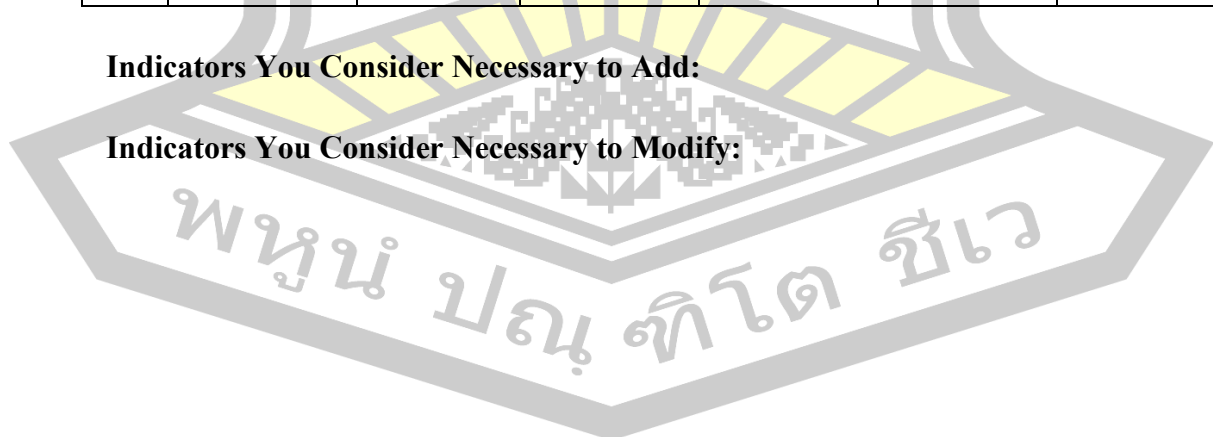 Indicators You Consider Necessary to Add:
Indicators You Consider Necessary to Modify:
พหูนํ ปณฺฑิโต ชีเว